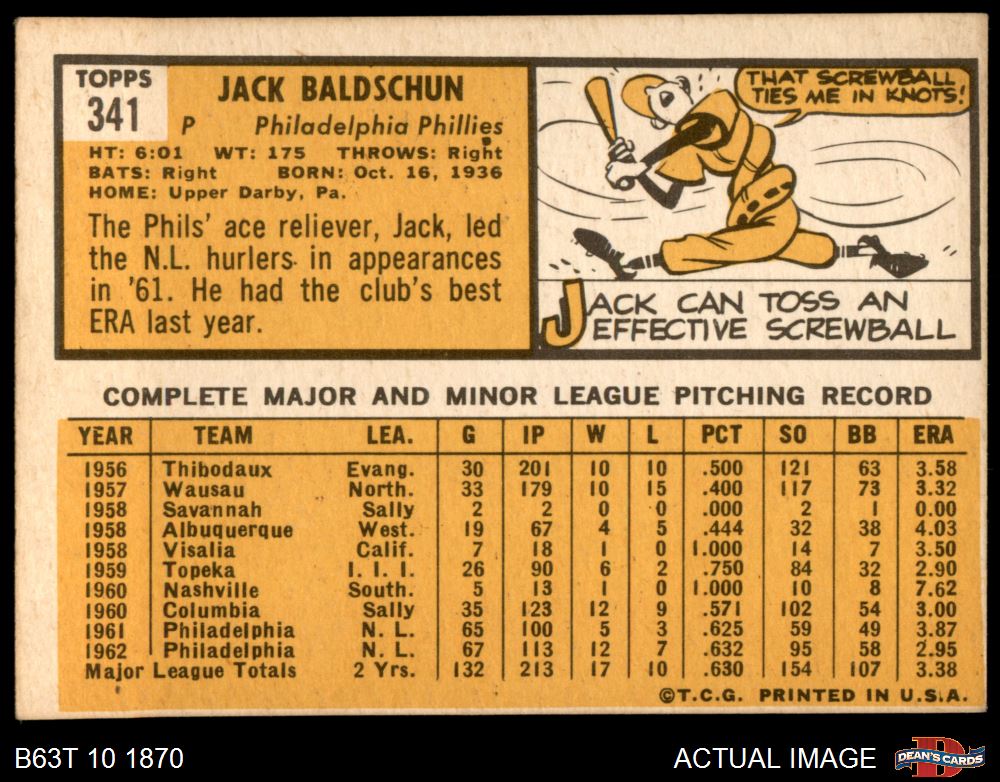 TOPPS
341
JACK BALDSCHUN
P Philadelphia Phillies
HT: 6:01 WT: 175 THROWS: Right
BATS: Right BORN: Oct. 16, 1936
HOME: Upper Darby, Pa.
The Phils' ace reliever, Jack, led
the N.L. hurlers in appearances
in '61. He had the club's best
ERA last year.
THAT SCREWBALL
TIES ME IN KNOTS!
JACK CAN TOSS AN
EFFECTIVE SCREWBALL
COMPLETE MAJOR AND MINOR LEAGUE PITCHING RECORD
YEAR TEAM LEA. G IP W L PCT SO BB ERA
1956 Thibodaux Evang. 30 201 10 10 .500 121 63 3.58
1957 Wausau North. 33 179 10 15 .400 117 73 3.32
1958 Savannah Sally 2 2 0 0 .000 2 1 0.00
1958 Albuquerque West. 19 67 4 5 .444 32 38 4.03
1958 Visalia Calif. 7 18 1 0 1.000 14 7 3.50
1959 Topeka I. I. I. 26 90 6 2 .750 84 32 2.90
1960 Nashville South. 5 13 1 0 1.000 10 8 7.62
1960 Columbia Sally 35 123 12 9 .571 102 54 3.00
1961 Philadelphia N. L. 65 100 5 3 .625 59 49 3.87
1962 Philadelphia N. L. 67 113 12 7 .632 95 58 2.95
Major League Totals 2 Yrs. 132 213 17 10 .630 154 107 3.38
©T.C.G. PRINTED IN U.S.A.
B63T 10 1870
ACTUAL IMAGE
D
DEAN'S CARDS